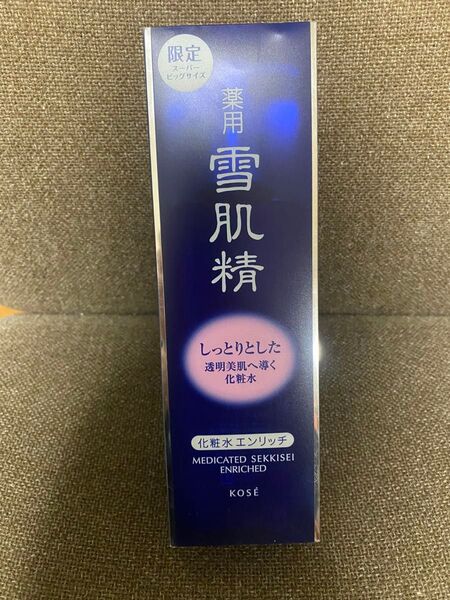 限定
スーパー
ビッグサイズ
薬用
雪肌精
しっとりとした
透明美肌へ導く
化粧水
化粧水 エンリッチ
MEDICATED SEKKISEI
ENRICHED
KOSÉ